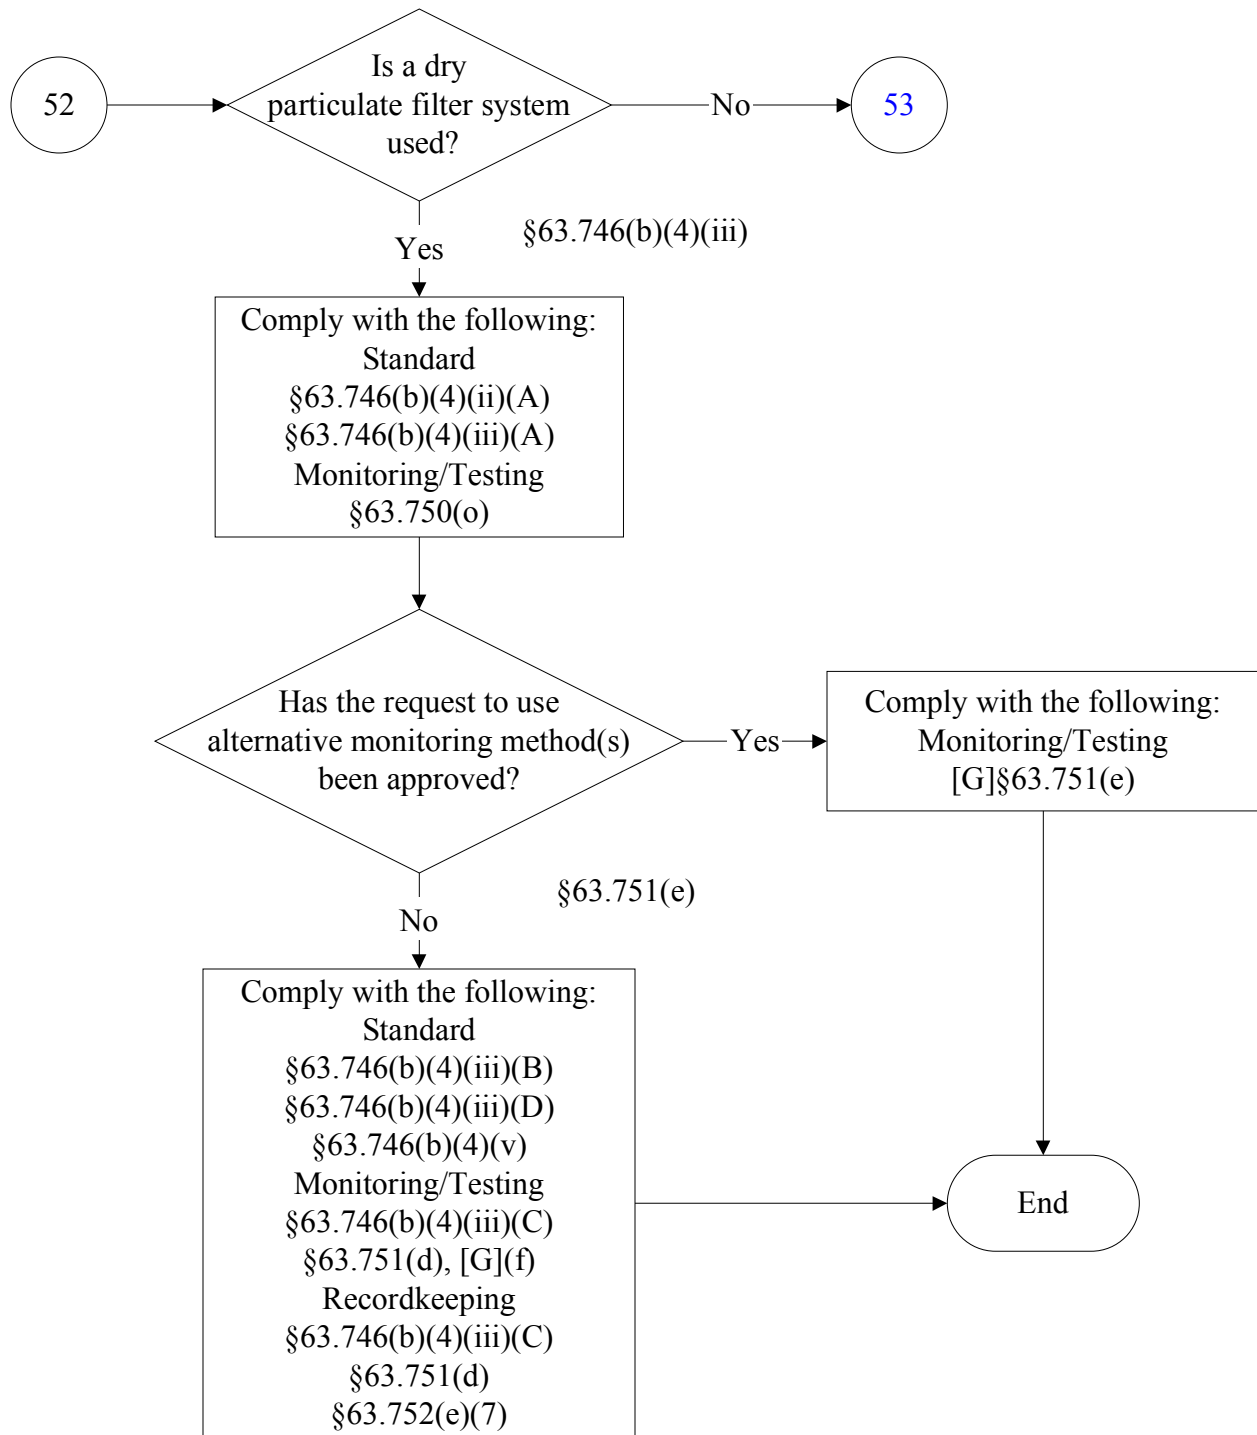 52
Is a dry
particulate filter system
used?
No
53
Yes
§63.746(b)(4)(iii)
Comply with the following:
Standard
§63.746(b)(4)(ii)(A)
§63.746(b)(4)(iii)(A)
Monitoring/Testing
§63.750(o)
Has the request to use
alternative monitoring method(s)
been approved?
Yes
Comply with the following:
Monitoring/Testing
[G]§63.751(e)
§63.751(e)
No
Comply with the following:
Standard
§63.746(b)(4)(iii)(B)
§63.746(b)(4)(iii)(D)
§63.746(b)(4)(v)
Monitoring/Testing
§63.746(b)(4)(iii)(C)
§63.751(d), [G](f)
Recordkeeping
§63.746(b)(4)(iii)(C)
§63.751(d)
§63.752(e)(7)
End